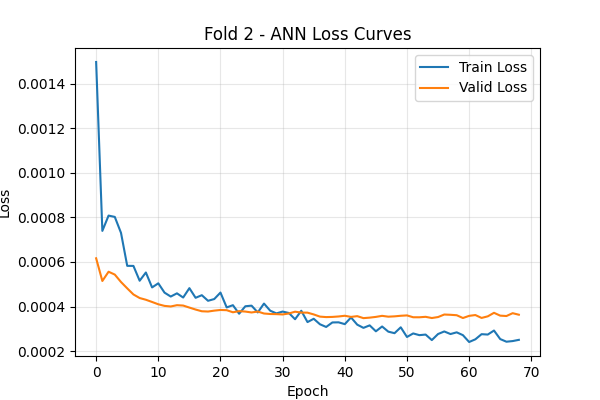 Fold 2 - ANN Loss Curves
Train Loss
Valid Loss
0.0014
0.0012
0.0010
0.0008
0.0006
0.0004
0.0002
Loss
0 10 20 30 40 50 60 70
Epoch